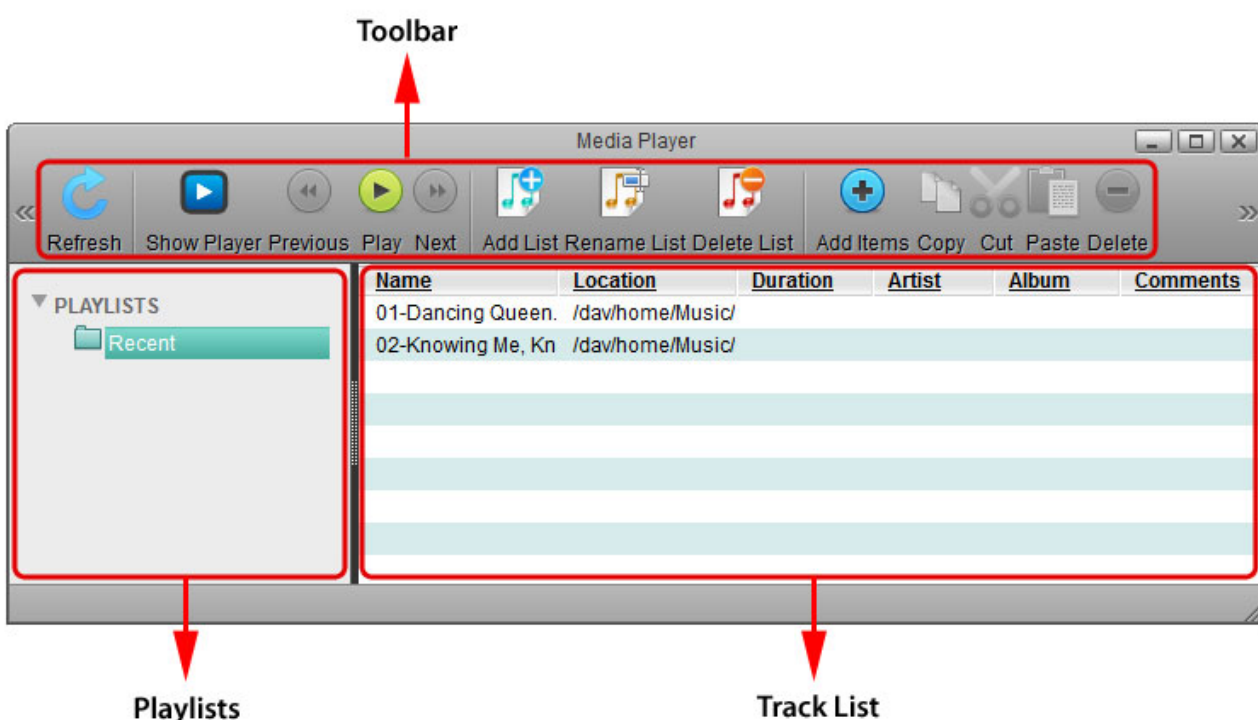 Toolbar
Media Player
Refresh Show Player Previous Play Next Add List Rename List Delete List Add Items Copy Cut Paste Delete
PLAYLISTS
Recent
Name Location Duration Artist Album Comments
01-Dancing Queen. /dav/home/Music/
02-Knowing Me, Kn /dav/home/Music/
Playlists
Track List